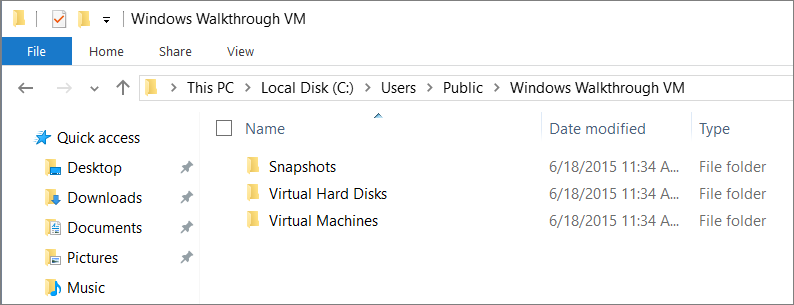 Windows Walkthrough VM
File Home Share View
This PC Local Disk (C:) Users Public Windows Walkthrough VM
Name Date modified Type
Quick access
Desktop
Downloads
Documents
Pictures
Music
Snapshots 6/18/2015 11:34 A... File folder
Virtual Hard Disks 6/18/2015 11:34 A... File folder
Virtual Machines 6/18/2015 11:34 A... File folder